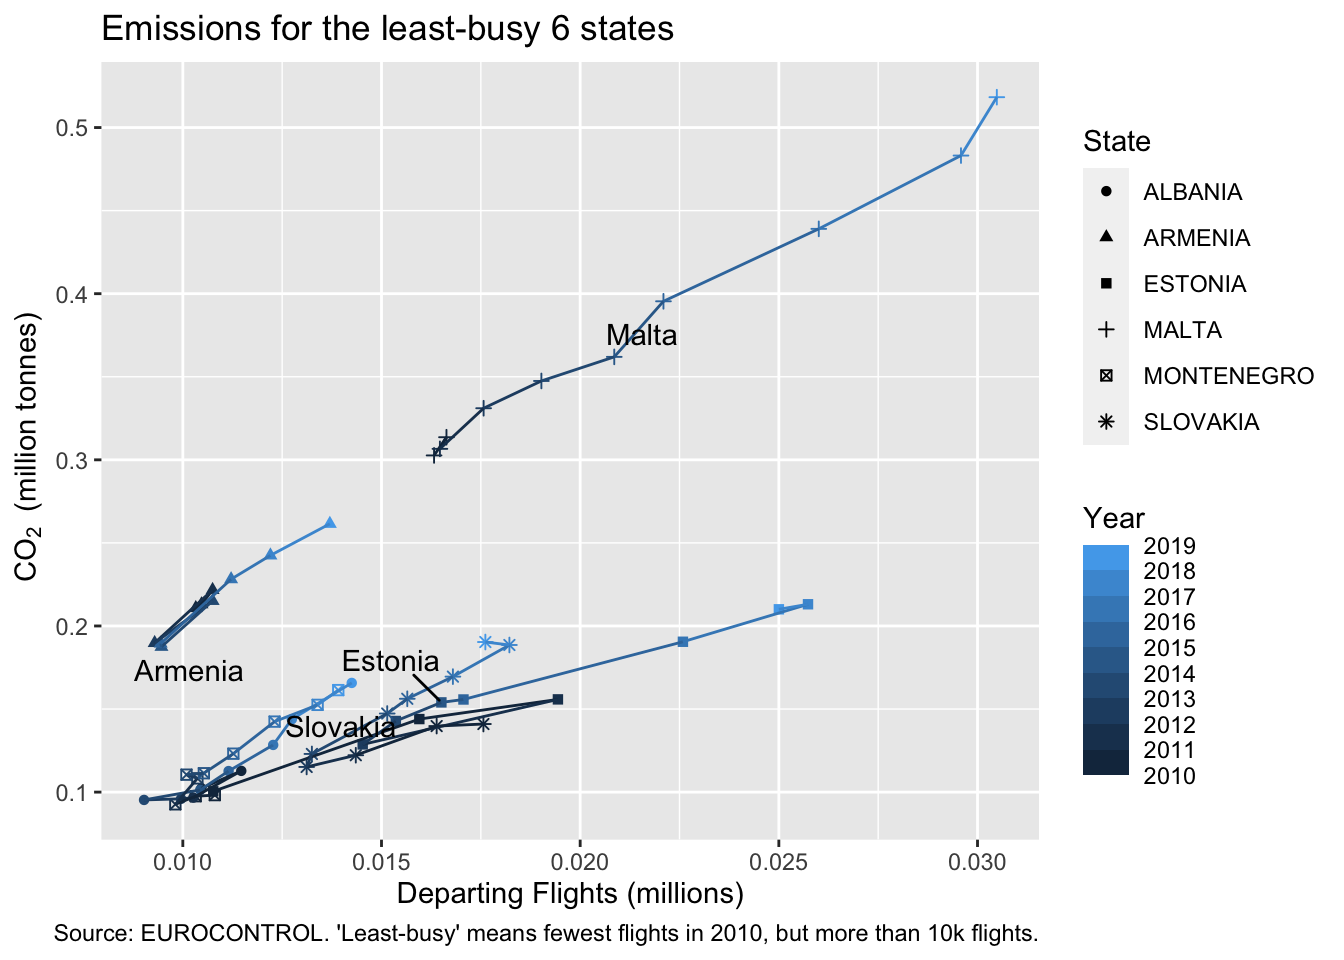 Emissions for the least-busy 6 states
CO₂ (million tonnes)
0.5
0.4
0.3
0.2
0.1
Malta
Armenia
Estonia
Slovakia
0.010 0.015 0.020 0.025 0.030
Departing Flights (millions)
Source: EUROCONTROL. 'Least-busy' means fewest flights in 2010, but more than 10k flights.
State
ALBANIA
ARMENIA
ESTONIA
MALTA
MONTENEGRO
SLOVAKIA
Year
2019
2018
2017
2016
2015
2014
2013
2012
2011
2010